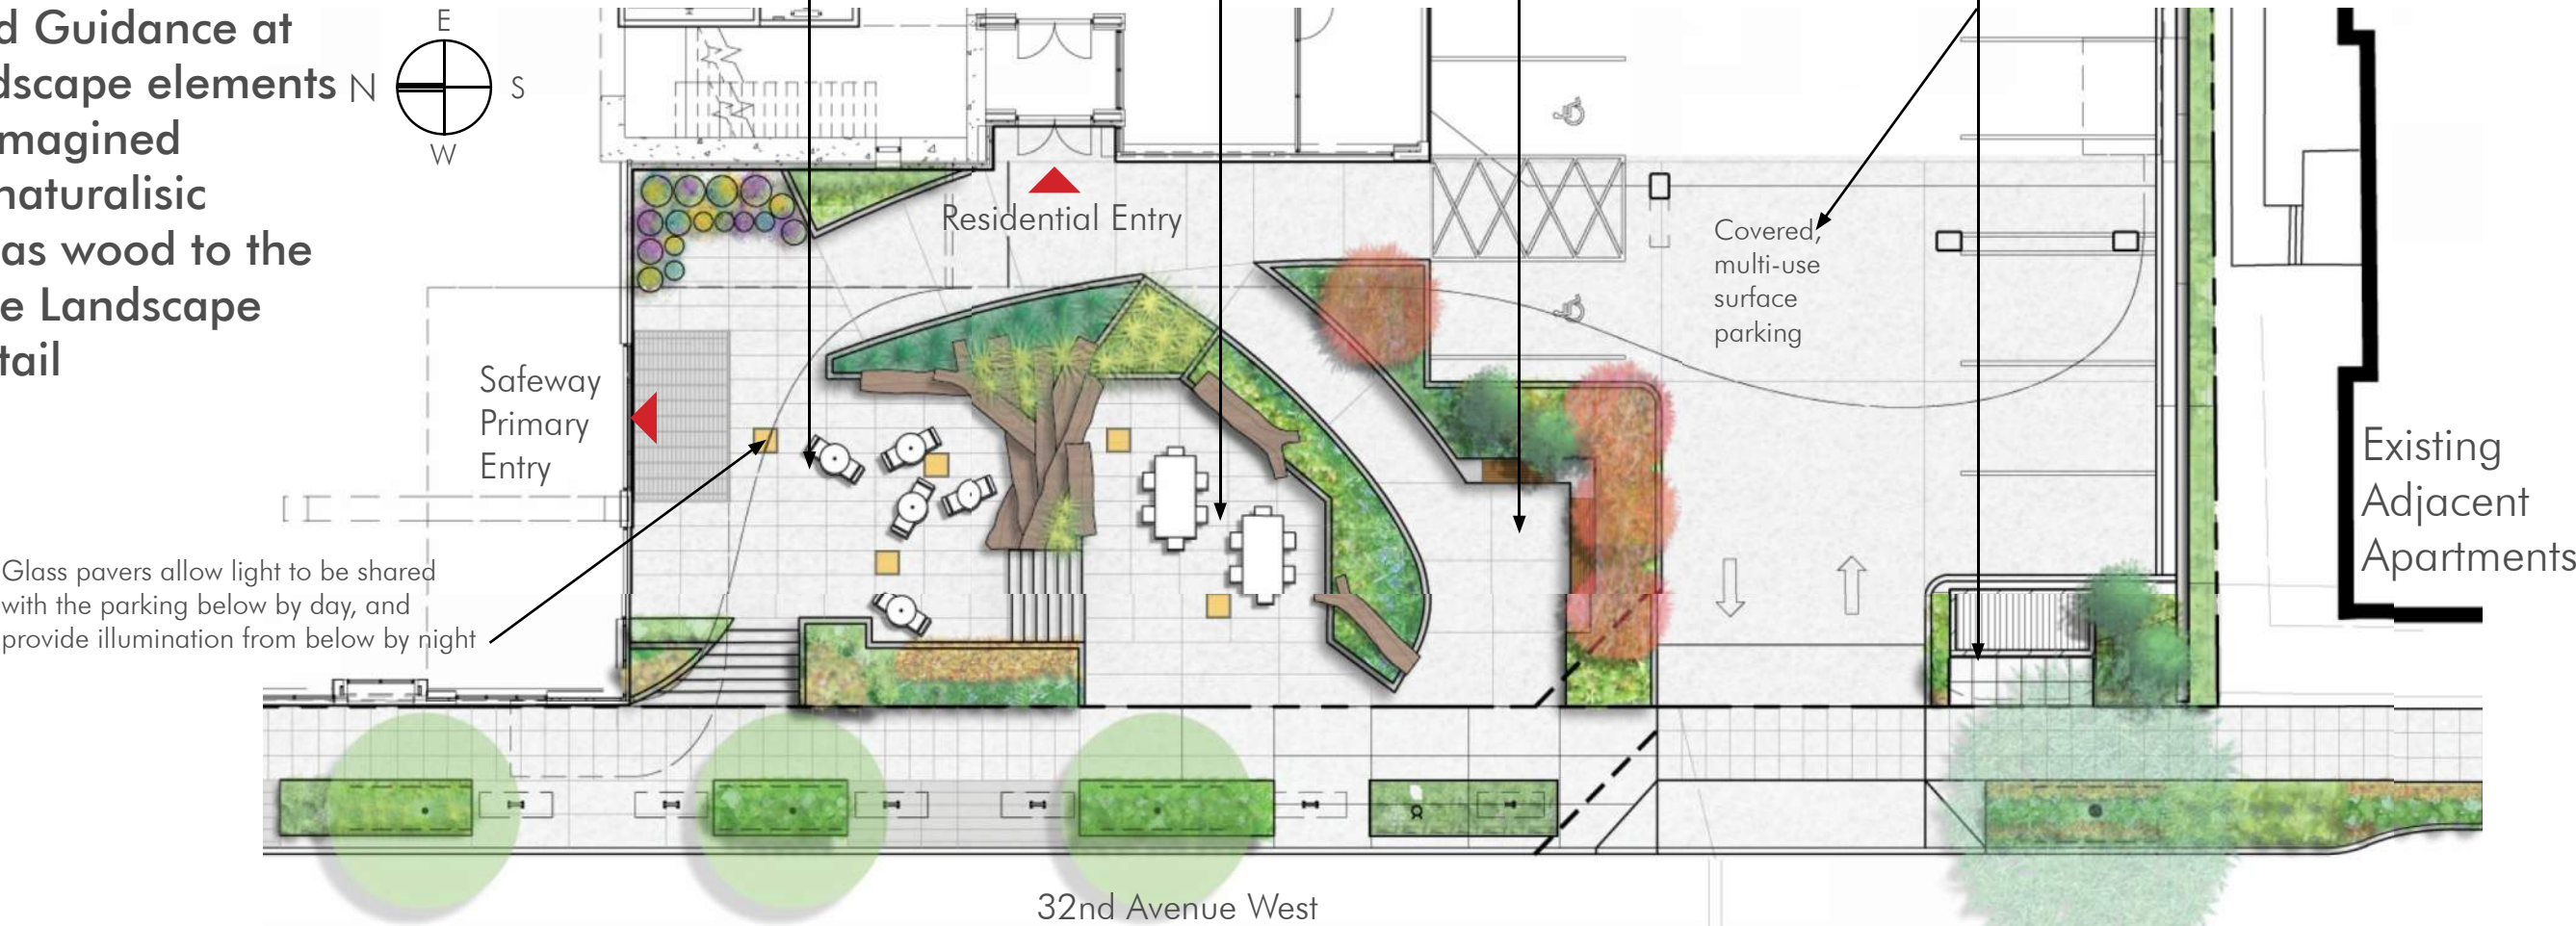 d Guidance at
dscape elements
magined
naturalisic
as wood to the
e Landscape
tail
E
N
S
W
Residential Entry
Covered,
multi-use
surface
parking
Safeway
Primary
Entry
Existing
Adjacent
Apartments
Glass pavers allow light to be shared
with the parking below by day, and
provide illumination from below by night
32nd Avenue West